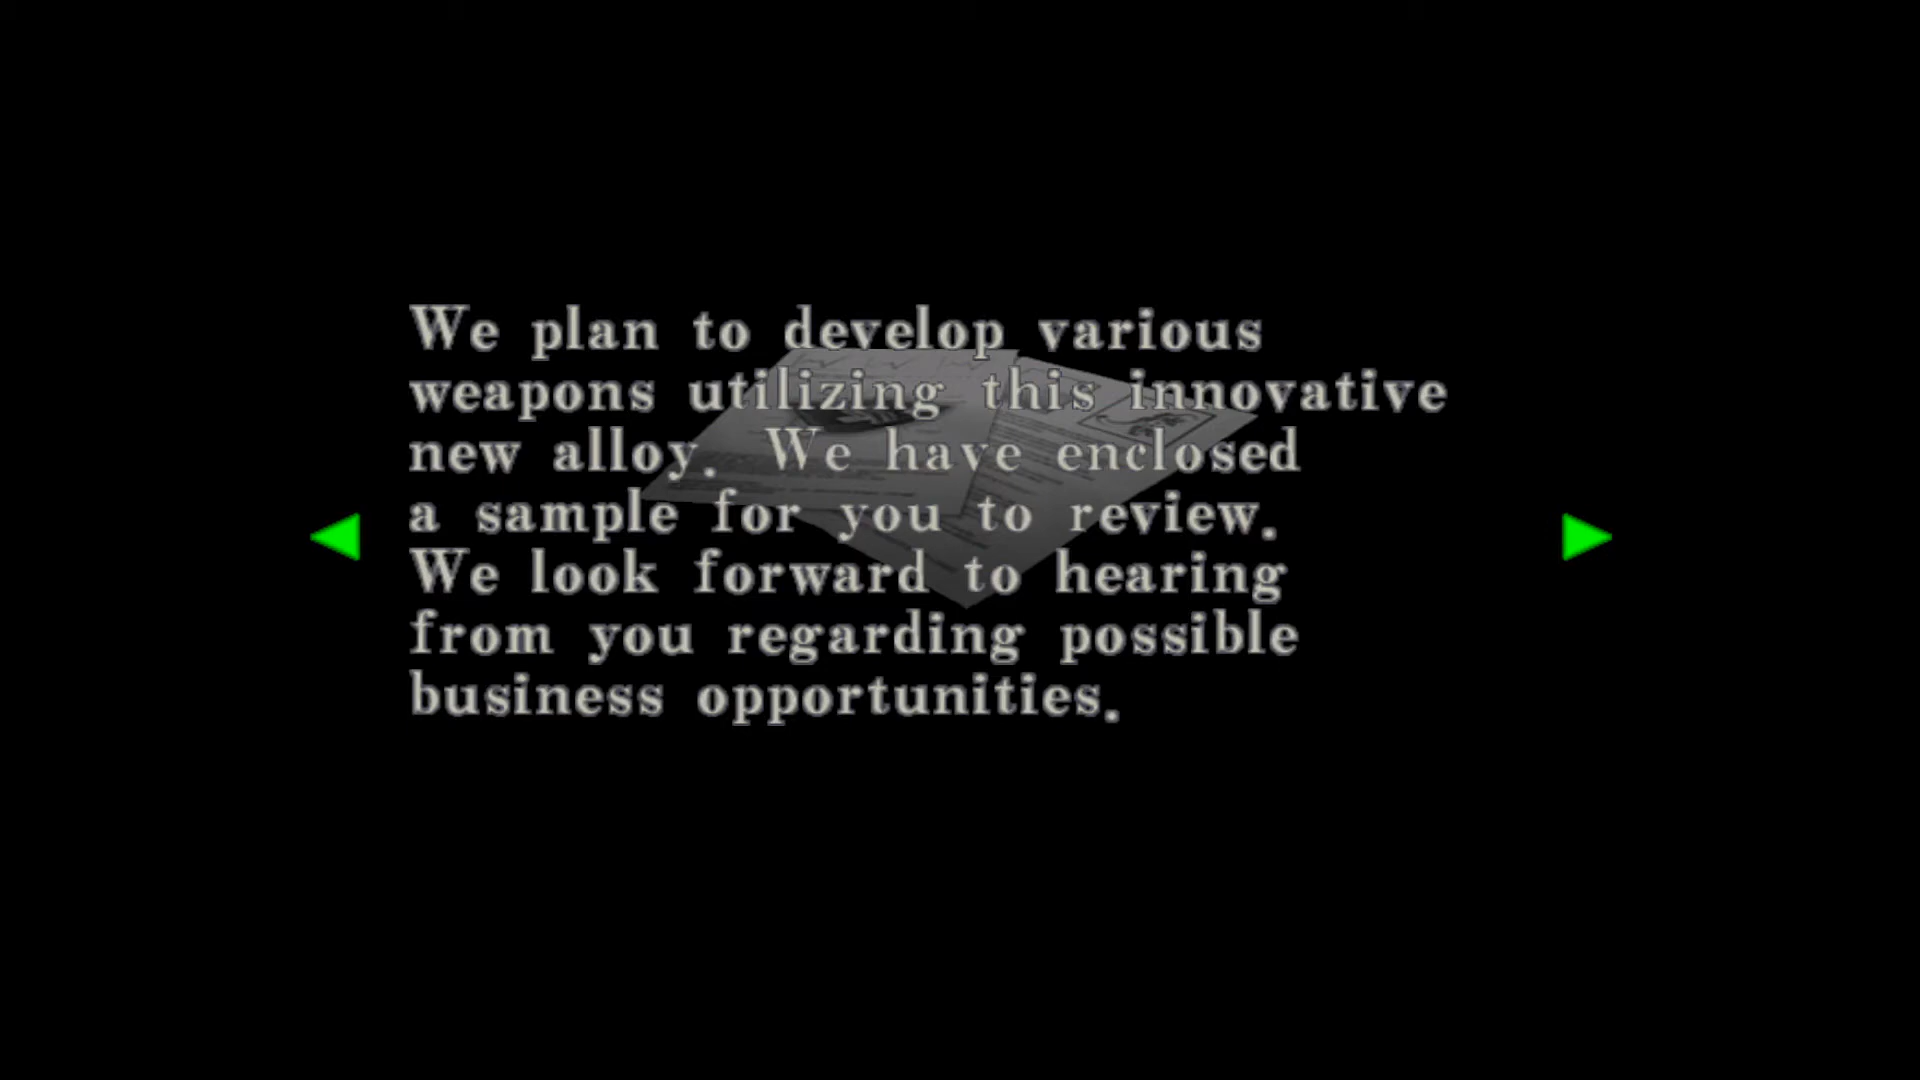 We plan to develop various
weapons utilizing this innovative
new alloy. We have enclosed
a sample for you to review.
We look forward to hearing
from you regarding possible
business opportunities.